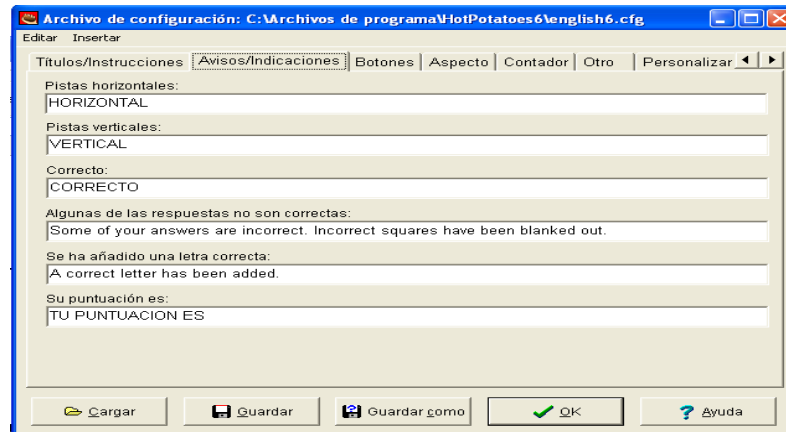 Archivo de configuración: C:\Archivos de programa\HotPotatoes6\english6.cfg
Editar Insertar
Títulos/Instrucciones Avisos/Indicaciones Botones Aspecto Contador Otro Personalizar
Pistas horizontales:
HORIZONTAL
Pistas verticales:
VERTICAL
Correcto:
CORRECTO
Algunas de las respuestas no son correctas:
Some of your answers are incorrect. Incorrect squares have been blanked out.
Se ha añadido una letra correcta:
A correct letter has been added.
Su puntuación es:
TU PUNTUACION ES
Cargar Guardar Guardar como OK Ayuda